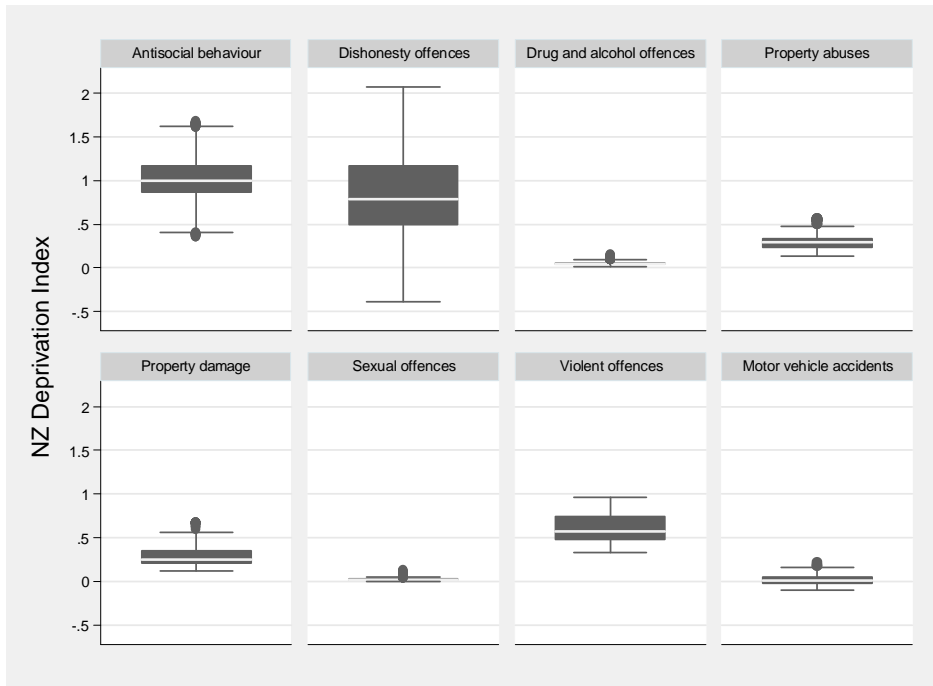 Antisocial behaviour
Dishonesty offences
Drug and alcohol offences
Property abuses
2
1.5
1
.5
0
-.5
NZ Deprivation Index
Property damage
Sexual offences
Violent offences
Motor vehicle accidents
2
1.5
1
.5
0
-.5